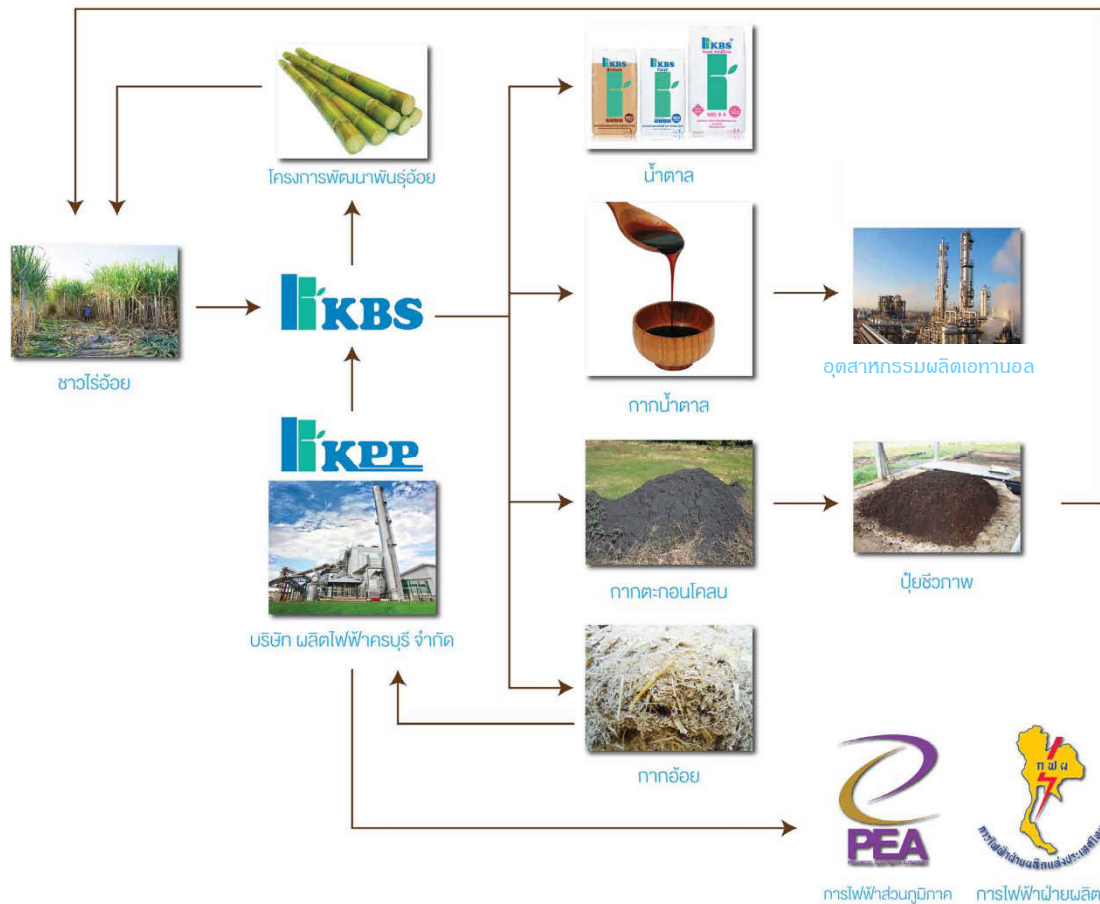 KBS
KBS
KBS
โครงการพัฒนาพันธุ์อ้อย
น้ำตาล
KBS
ชาวไร่อ้อย
อุตสาหกรรมผลิตเอทานอล
กากน้ำตาล
KPP
กากตะกอนโคลน
ปุ๋ยชีวภาพ
บริษัท ผลิตไฟฟ้าครบุรี จำกัด
กากอ้อย
กฟผ
PEA
การไฟฟ้าส่วนภูมิภาค
การไฟฟ้าฝ่ายผลิต